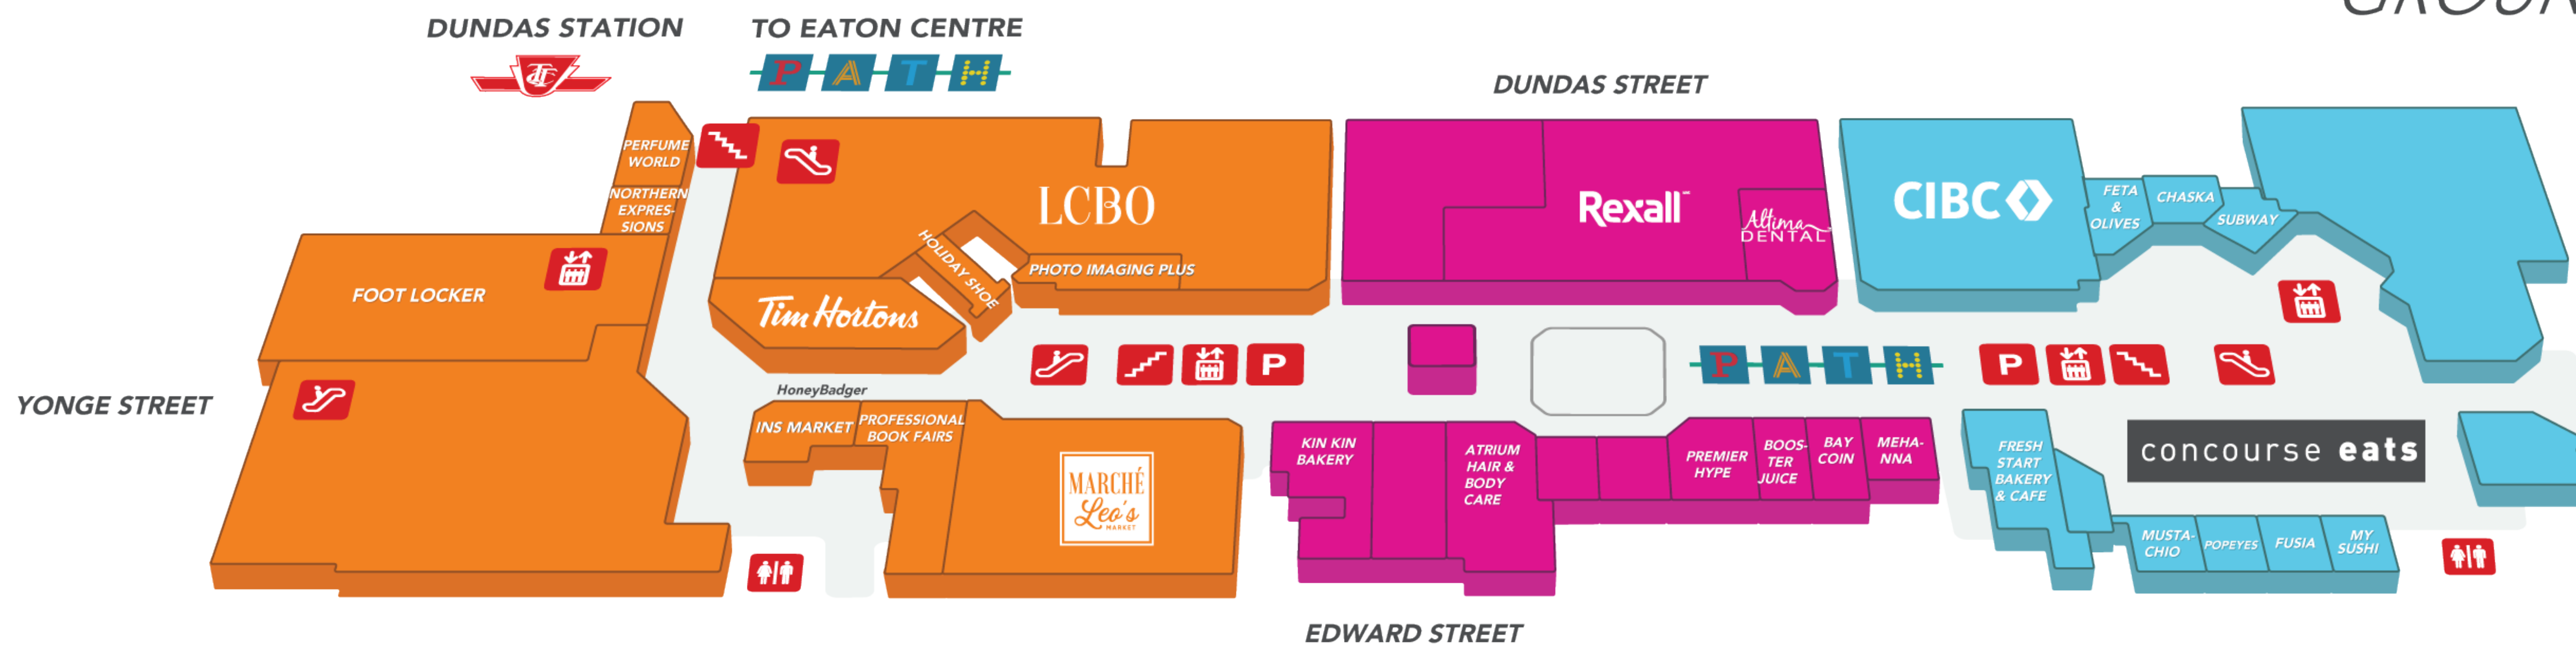 GROUN
DUNDAS STATION
TTC
TO EATON CENTRE
PATH
DUNDAS STREET
PERFUME
WORLD
NORTHERN
EXPRES-
SIONS
LCBO
Rexall
Altima
DENTAL
CIBC
FETA
&
OLIVES
CHASKA
SUBWAY
HOLIDAY SHOE
PHOTO IMAGING PLUS
FOOT LOCKER
Tim Hortons
P
PATH
P
YONGE STREET
HoneyBadger
INS MARKET
PROFESSIONAL
BOOK FAIRS
MARCHÉ
Leo's
MARKET
KIN KIN
BAKERY
ATRIUM
HAIR &
BODY
CARE
PREMIER
HYPE
BOOS-
TER
JUICE
BAY
COIN
MEHA-
NNA
FRESH
START
BAKERY
& CAFE
concourse eats
MUSTA-
CHIO
POPEYES
FUSIA
MY
SUSHI
EDWARD STREET